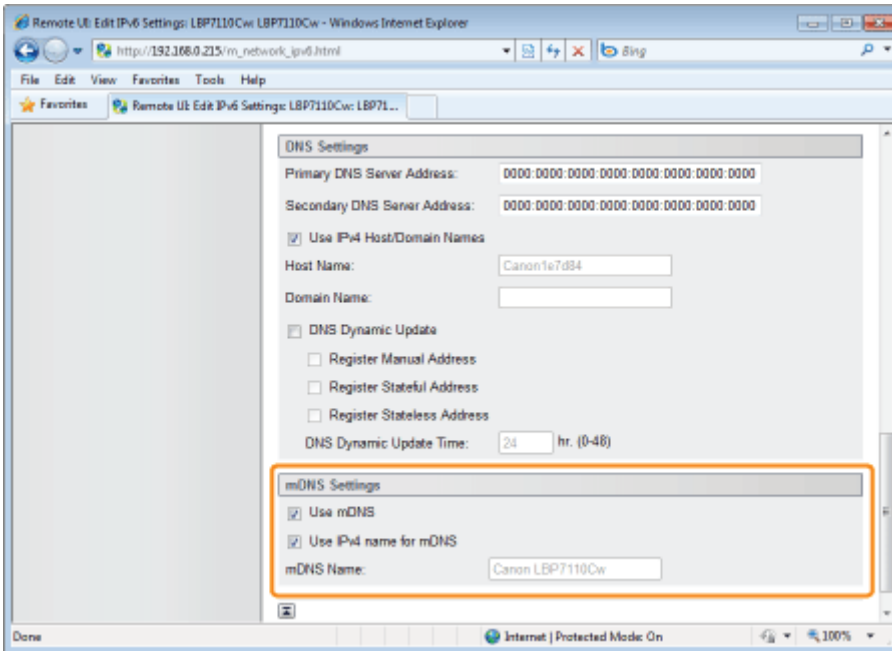 Remote UI: Edit IPv6 Settings: LBP7110Cw: LBP7110Cw - Windows Internet Explorer
http://192.168.0.215/m_network_ipv6.html
Bing
File Edit View Favorites Tools Help
Favorites
Remote UI: Edit IPv6 Settings: LBP7110Cw: LBP71...
DNS Settings
Primary DNS Server Address: 0000:0000:0000:0000:0000:0000:0000:0000
Secondary DNS Server Address: 0000:0000:0000:0000:0000:0000:0000:0000
Use IPv4 Host/Domain Names
Host Name: Canon1e7d84
Domain Name:
DNS Dynamic Update
Register Manual Address
Register Stateful Address
Register Stateless Address
DNS Dynamic Update Time: 24 hr. (0-48)
mDNS Settings
Use mDNS
Use IPv4 name for mDNS
mDNS Name: Canon LBP7110Cw
Done Internet | Protected Mode: On 100%